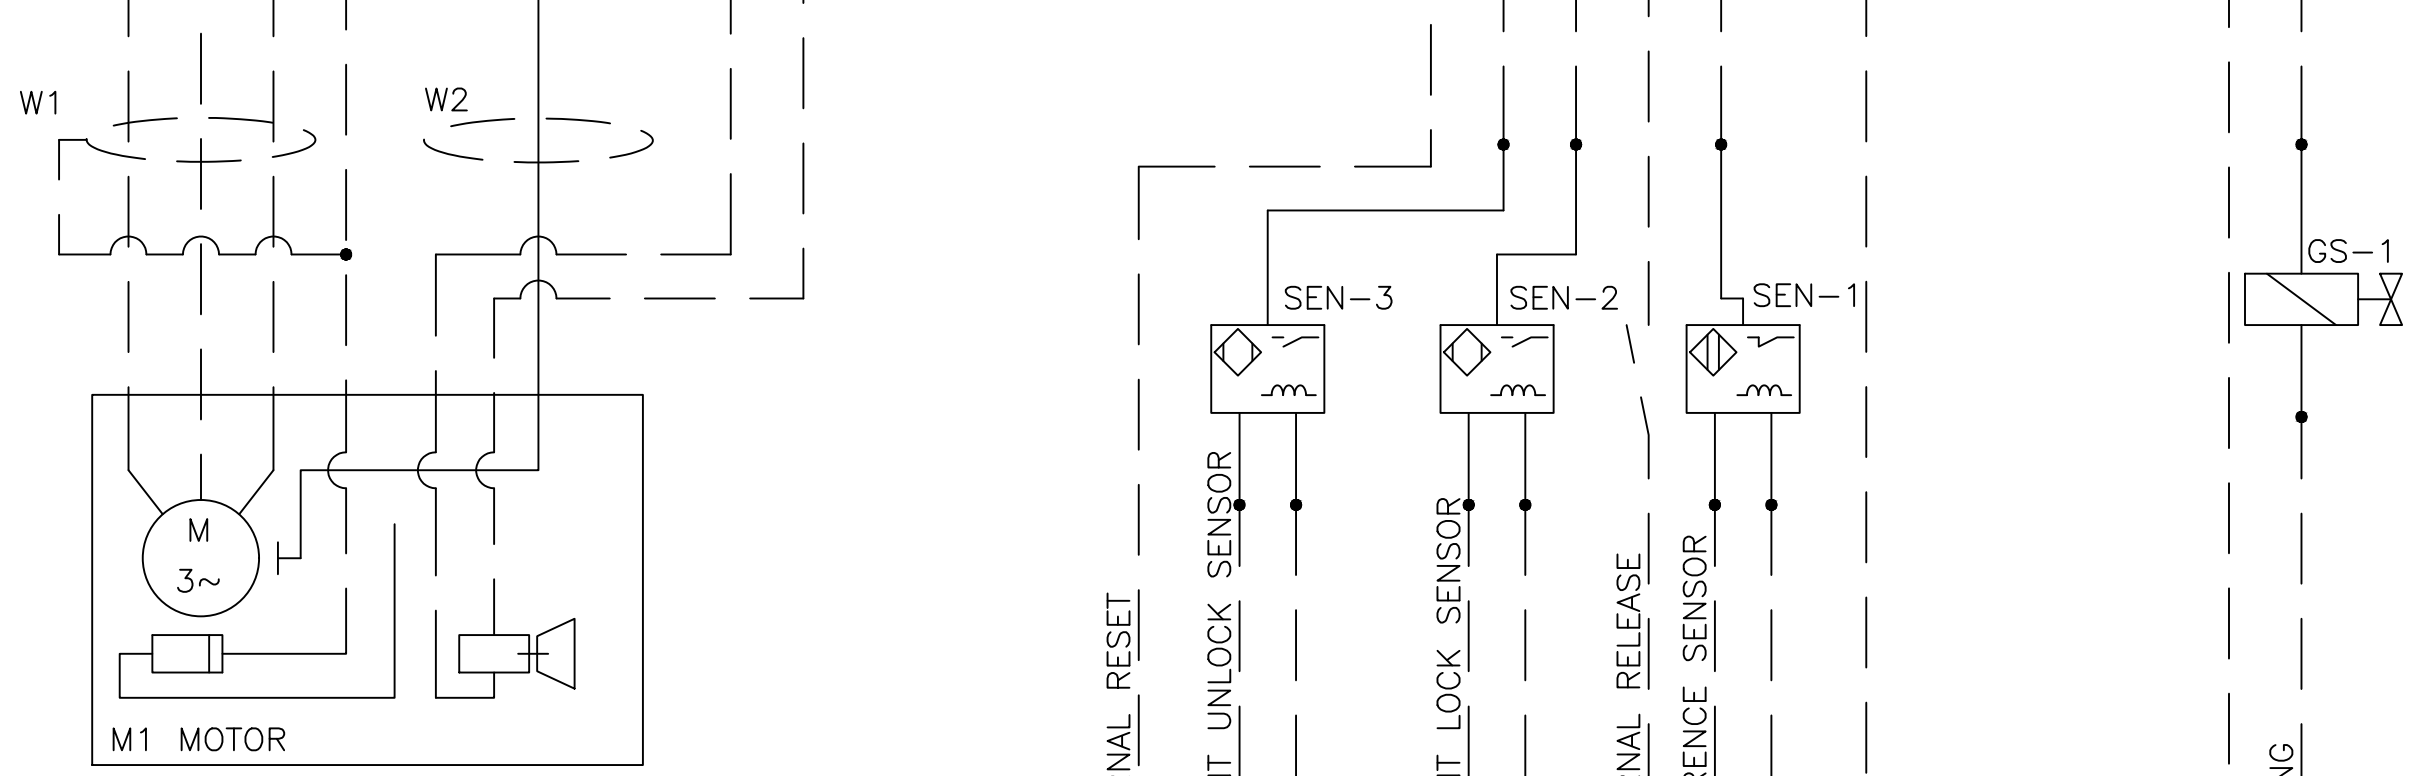 W1
W2
GS-1
SEN-3
SEN-2
SEN-1
M
3~
M1 MOTOR
NAL RESET
UNLOCK SENSOR
LOCK SENSOR
NAL RELEASE
RENCE SENSOR
NG